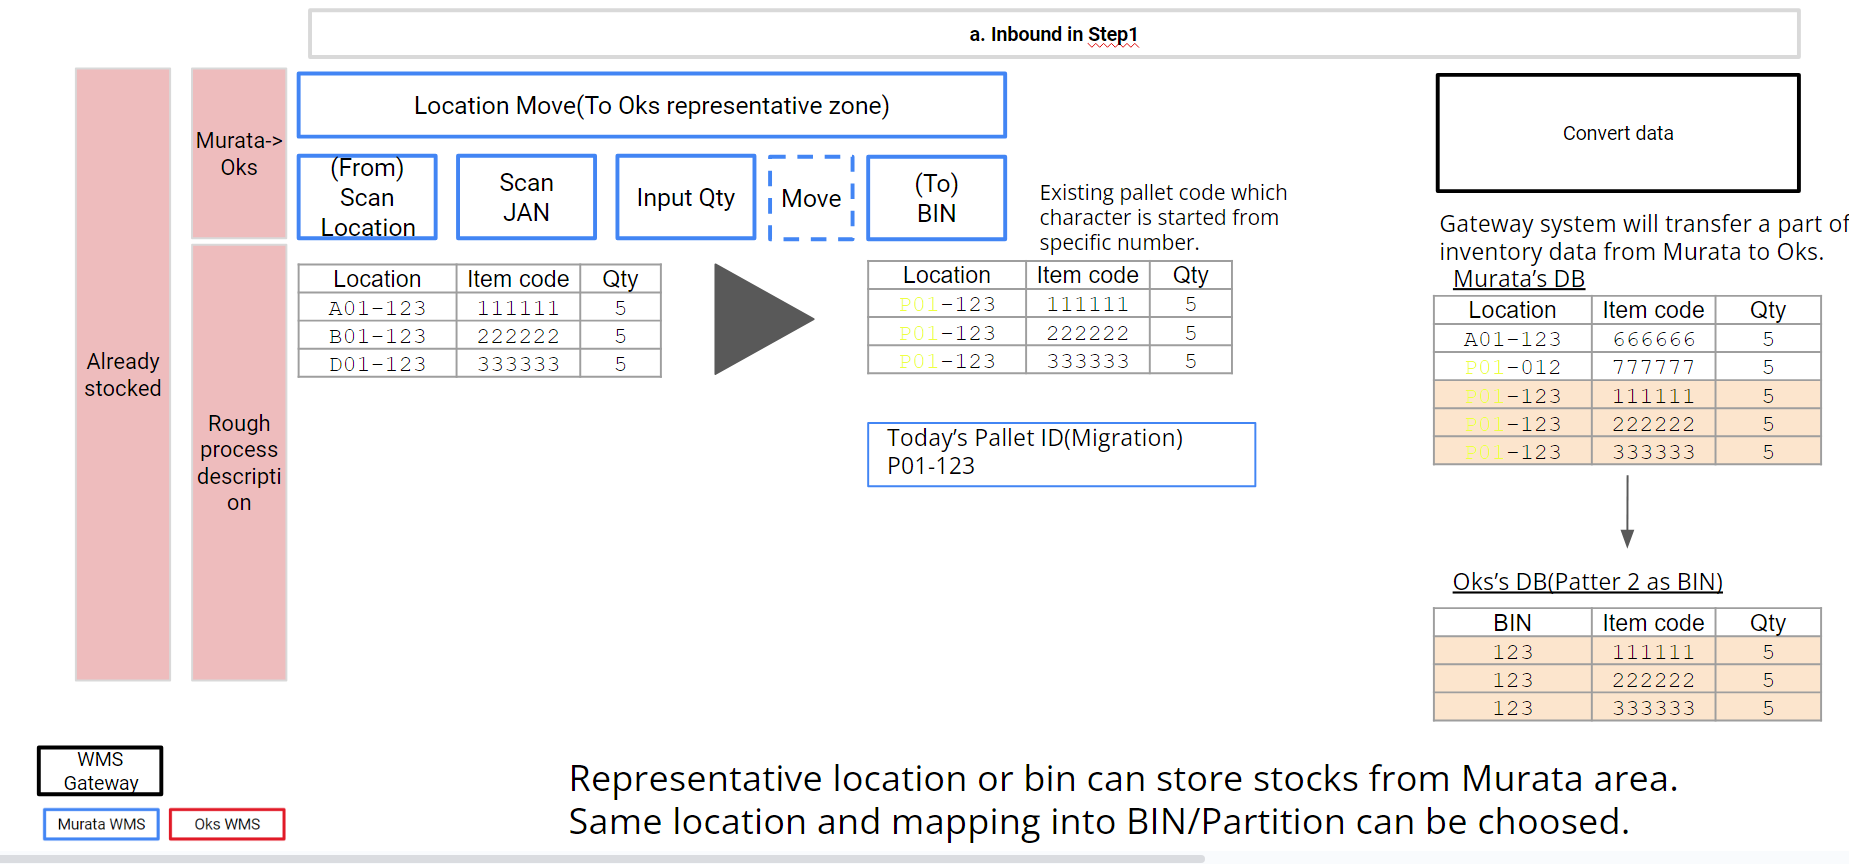 a. Inbound in Step1
Already
stocked
Murata->
Oks
Rough
process
descripti
on
Location Move(To Oks representative zone)
(From)
Scan
Location
Scan
JAN
Input Qty
Move
(To)
BIN
Existing pallet code which
character is started from
specific number.
Location Item code Qty
A01-123 111111 5
B01-123 222222 5
D01-123 333333 5
Location Item code Qty
P01-123 111111 5
P01-123 222222 5
P01-123 333333 5
Today's Pallet ID(Migration)
P01-123
Convert data
Gateway system will transfer a part of
inventory data from Murata to Oks.
Murata's DB
Location Item code Qty
A01-123 666666 5
P01-012 777777 5
P01-123 111111 5
P01-123 222222 5
P01-123 333333 5
Oks's DB(Patter 2 as BIN)
BIN Item code Qty
123 111111 5
123 222222 5
123 333333 5
WMS
Gateway
Murata WMS
Oks WMS
Representative location or bin can store stocks from Murata area.
Same location and mapping into BIN/Partition can be choosed.